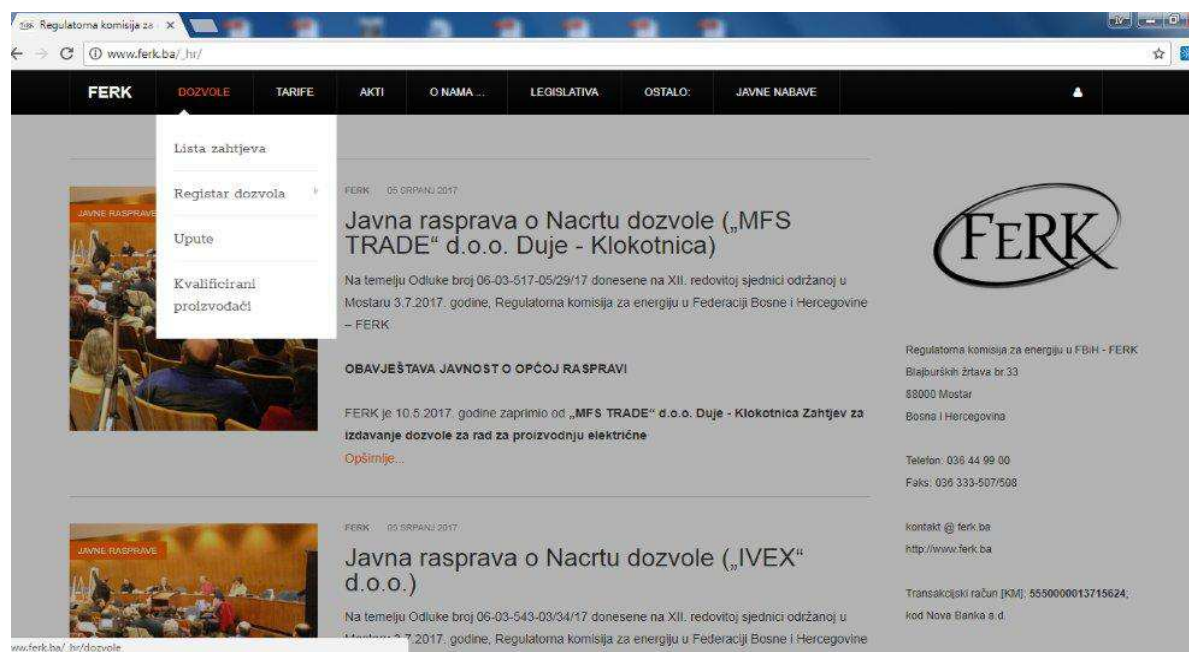 Regulatorna komisija za
www.ferk.ba/_hr/
FERK DOZVOLE TARIFE AKTI O NAMA ... LEGISLATIVA OSTALO: JAVNE NABAVE
Lista zahtjeva
Registar dozvola
Upute
Kvalificirani
proizvođači
JAVNE RASPRAVE
FERK 05 SRPANJ 2017
Javna rasprava o Nacrtu dozvole („MFS
TRADE“ d.o.o. Duje - Klokotnica)
Na temelju Odluke broj 06-03-517-05/29/17 donesene na XII. redovitoj sjednici održanoj u
Mostaru 3.7.2017. godine, Regulatorna komisija za energiju u Federaciji Bosne i Hercegovine
– FERK
OBAVJEŠTAVA JAVNOST O OPĆOJ RASPRAVI
FERK je 10.5.2017. godine zaprimio od „MFS TRADE“ d.o.o. Duje - Klokotnica Zahtjev za
izdavanje dozvole za rad za proizvodnju električne
Opširnije...
JAVNE RASPRAVE
FERK 05 SRPANJ 2017
Javna rasprava o Nacrtu dozvole („IVEX“
d.o.o.)
Na temelju Odluke broj 06-03-543-03/34/17 donesene na XII. redovitoj sjednici održanoj u
Mostaru 3.7.2017. godine, Regulatorna komisija za energiju u Federaciji Bosne i Hercegovine
FERK
Regulatorna komisija za energiju u FBiH - FERK
Blajburških žrtava br.33
88000 Mostar
Bosna i Hercegovina
Telefon: 036 44 99 00
Faks: 036 333-507/508
kontakt @ ferk.ba
http://www.ferk.ba
Transakcijski račun [KM]: 5550000013715624;
kod Nova Banka a.d.
www.ferk.ba/_hr/dozvole